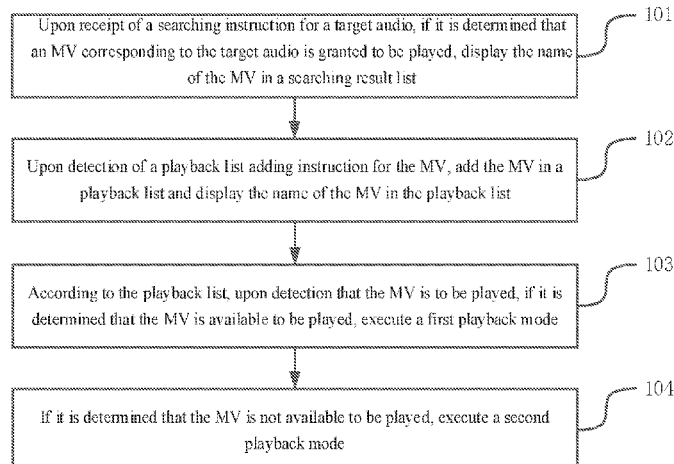 Upon receipt of a searching instruction for a target audio, if it is determined that
an MV corresponding to the target audio is granted to be played, display the name
of the MV in a searching result list
101
Upon detection of a playback list adding instruction for the MV, add the MV in a
playback list and display the name of the MV in the playback list
102
According to the playback list, upon detection that the MV is to be played, if it is
determined that the MV is available to be played, execute a first playback mode
103
If it is determined that the MV is not available to be played, execute a second
playback mode
104